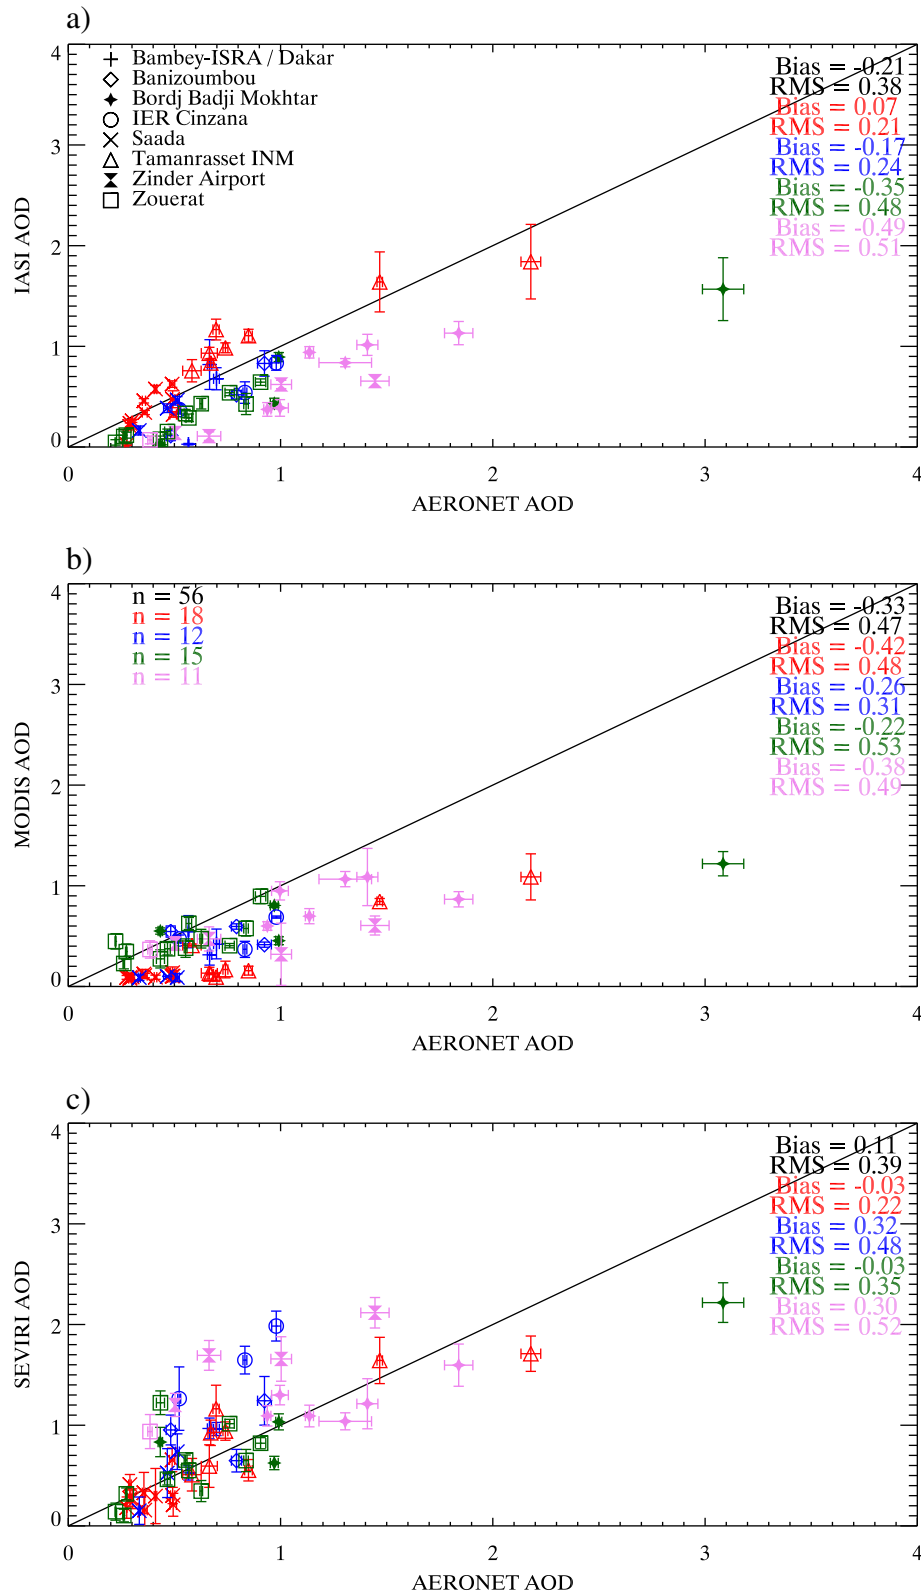 a)
4
3
2
1
0
IASI AOD
Bambey-ISRA / Dakar
Banizoumbou
Bordj Badji Mokhtar
IER Cinzana
Saada
Tamanrasset INM
Zinder Airport
Zouerat
Bias = -0.21
RMS = 0.38
Bias = 0.07
RMS = 0.21
Bias = -0.17
RMS = 0.24
Bias = -0.35
RMS = 0.48
Bias = -0.49
RMS = 0.51
0 1 2 3 4
AERONET AOD
b)
4
3
2
1
0
MODIS AOD
n = 56
n = 18
n = 12
n = 15
n = 11
Bias = -0.33
RMS = 0.47
Bias = -0.42
RMS = 0.48
Bias = -0.26
RMS = 0.31
Bias = -0.22
RMS = 0.53
Bias = -0.38
RMS = 0.49
0 1 2 3 4
AERONET AOD
c)
4
3
2
1
0
SEVIRI AOD
Bias = 0.11
RMS = 0.39
Bias = -0.03
RMS = 0.22
Bias = 0.32
RMS = 0.48
Bias = -0.03
RMS = 0.35
Bias = 0.30
RMS = 0.52
0 1 2 3 4
AERONET AOD